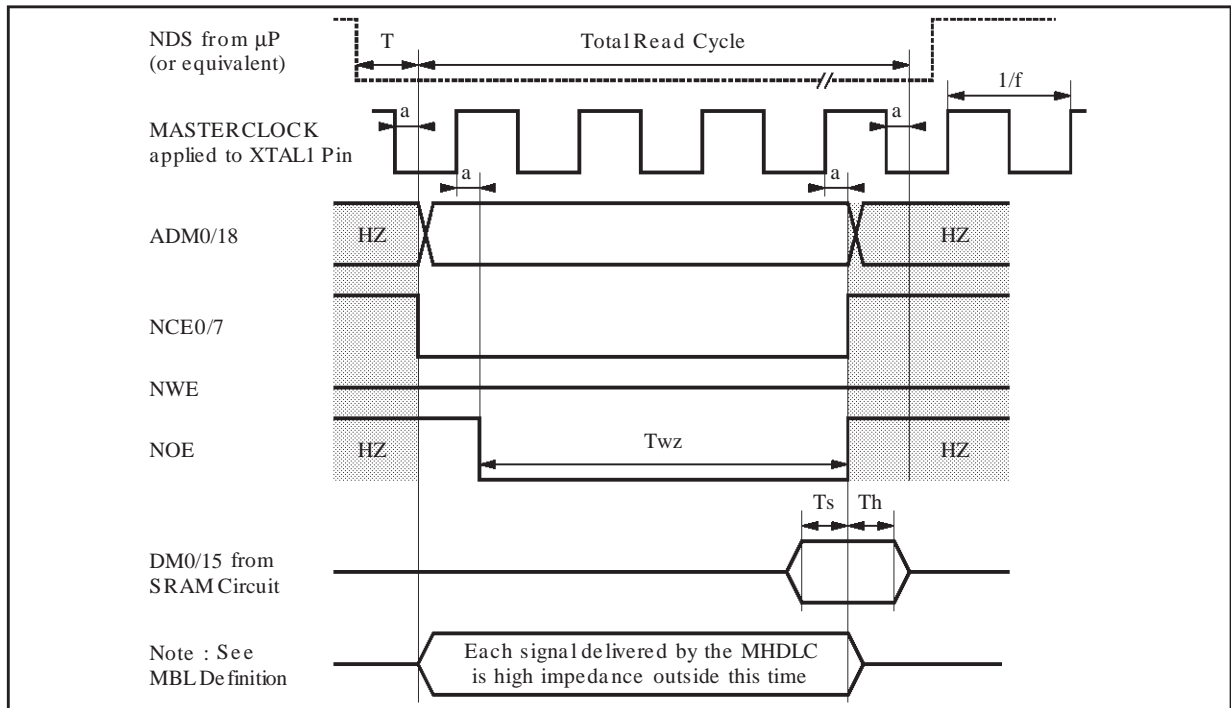 NDS from µP
(or equivalent)
T
Total Read Cycle
1/f
a
a
MASTERCLOCK
applied to XTAL1 Pin
a
a
ADM0/18
HZ
HZ
NCE0/7
NWE
NOE
HZ
Twz
HZ
Ts
Th
DM0/15 from
SRAM Circuit
Note : See
MBL Definition
Each signal delivered by the MHDLC
is high impedance outside this time